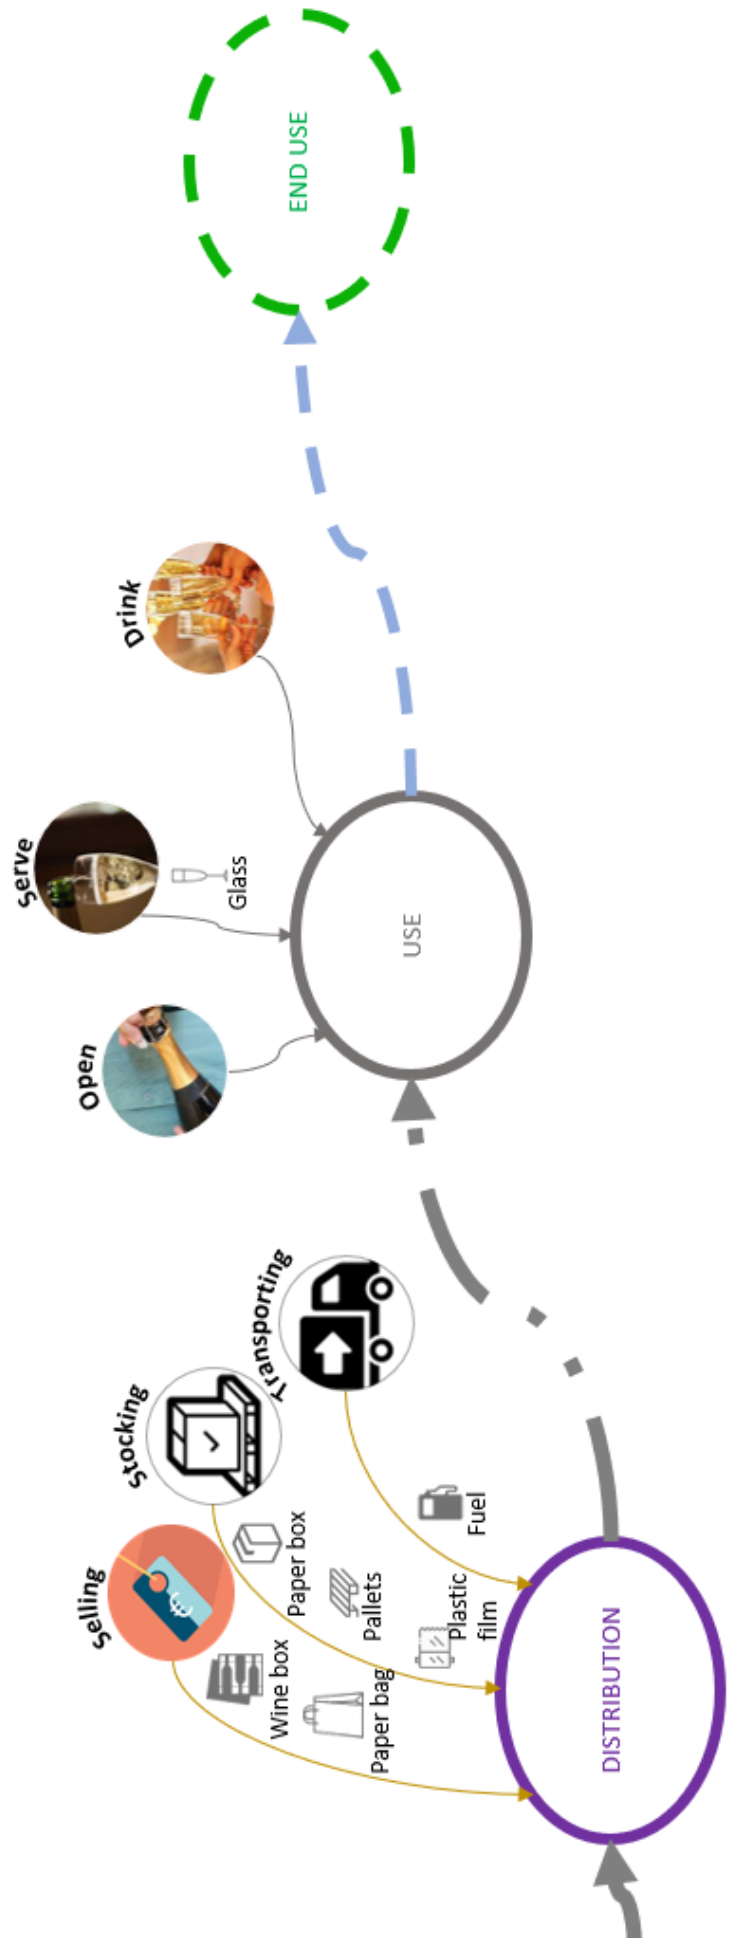 Selling
Wine box
Paper bag
Stocking
Paper box
Pallets
Plastic
film
Transporting
Fuel
DISTRIBUTION
Open
Serve
Glass
Drink
USE
END USE